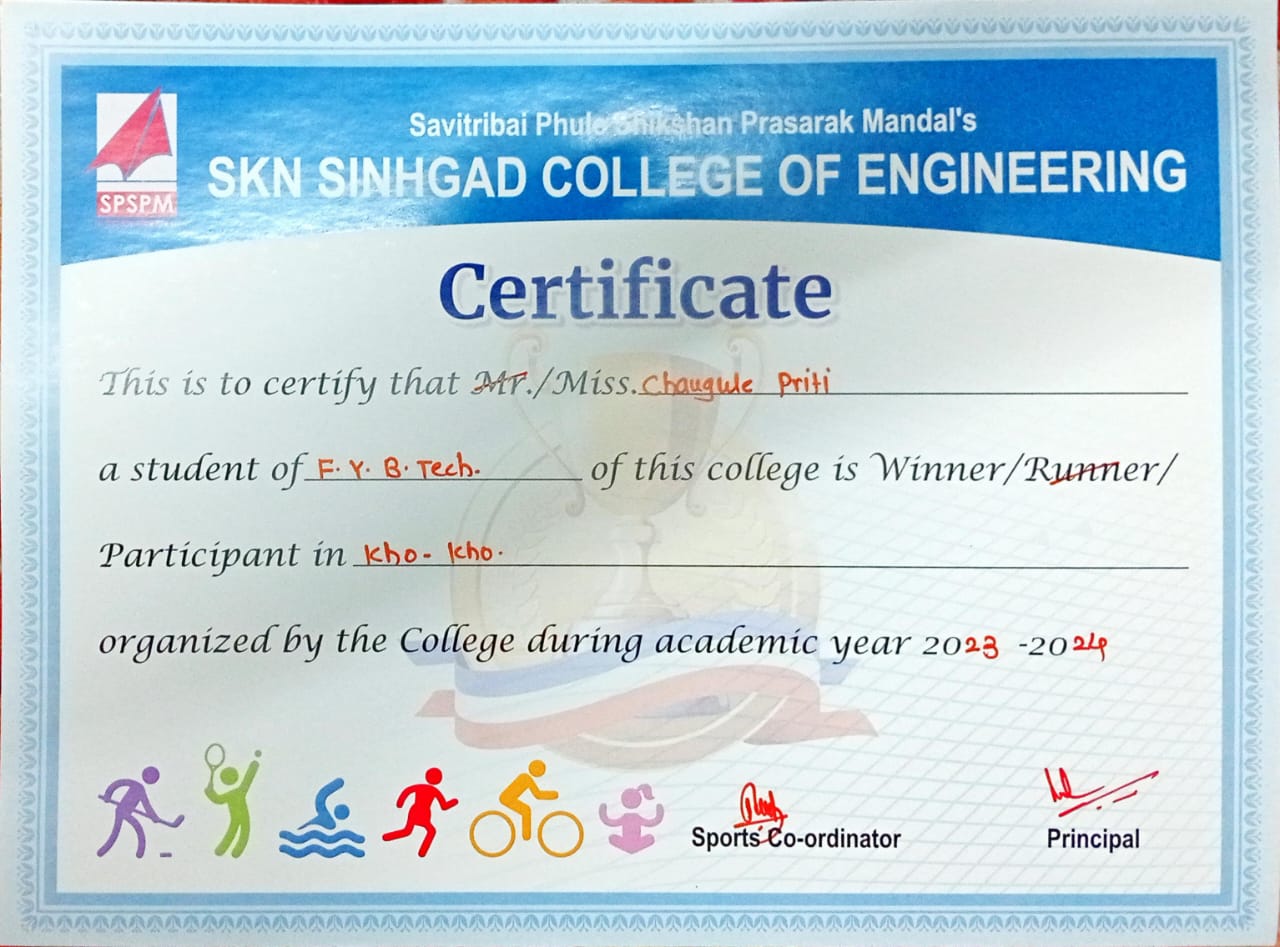 Savitribai Phule Shikshan Prasarak Mandal's
SKN SINHGAD COLLEGE OF ENGINEERING
SPSPM
Certificate
This is to certify that Mr./Miss. Chaugule Priti
a student of F. Y. B. Tech. of this college is Winner/Runner/
Participant in Kho-Kho.
organized by the College during academic year 2023 -2024
Sports Co-ordinator
Principal